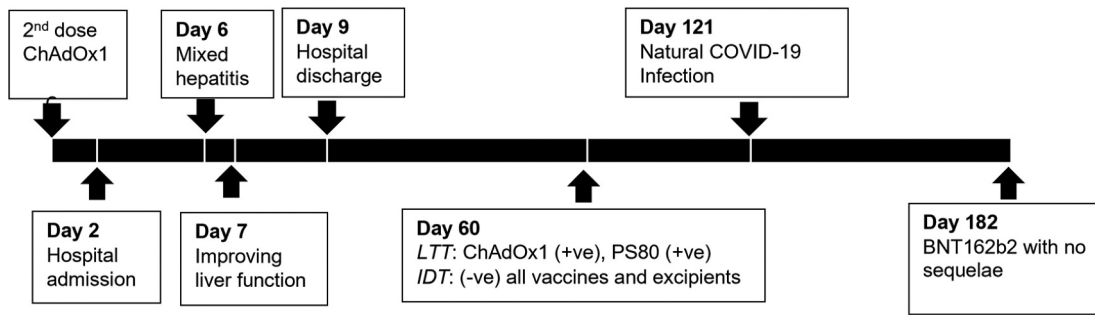 2nd dose
ChAdOx1
Day 6
Mixed
hepatitis
Day 9
Hospital
discharge
Day 121
Natural COVID-19
Infection
Day 2
Hospital
admission
Day 7
Improving
liver function
Day 60
LTT: ChAdOx1 (+ve), PS80 (+ve)
IDT: (-ve) all vaccines and excipients
Day 182
BNT162b2 with no
sequelae